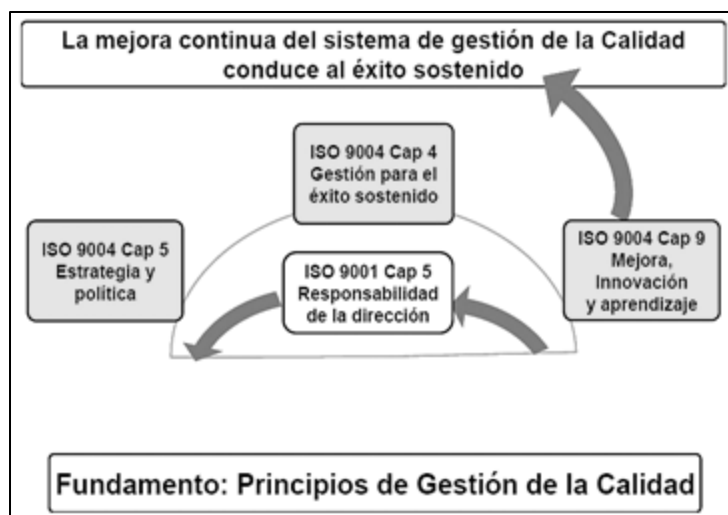 La mejora continua del sistema de gestión de la Calidad
conduce al éxito sostenido
ISO 9004 Cap 4
Gestión para el
éxito sostenido
ISO 9004 Cap 5
Estrategia y
política
ISO 9001 Cap 5
Responsabilidad
de la dirección
ISO 9004 Cap 9
Mejora,
Innovación
y aprendizaje
Fundamento: Principios de Gestión de la Calidad